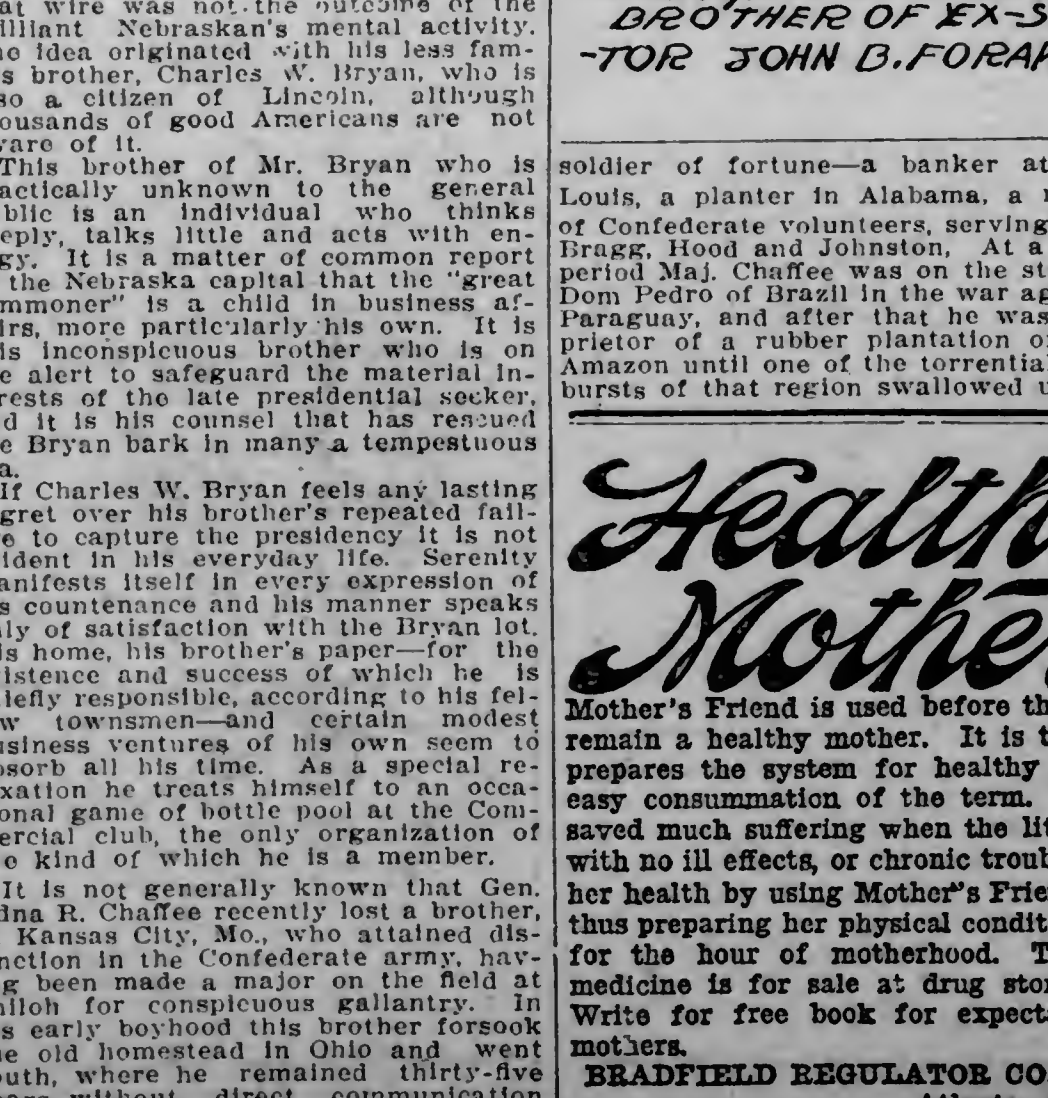 at wire was not the outcome of the
illiant Nebraskan's mental activity.
he idea originated with his less fam-
s brother, Charles W. Bryan, who is
so a citizen of Lincoln, although
ousands of good Americans are not
vare of it.
This brother of Mr. Bryan who is
actically unknown to the general
blic is an individual who thinks
eply, talks little and acts with en-
gy. It is a matter of common report
the Nebraska capital that the "great
mmoner" is a child in business af-
irs, more particularly his own. It is
is inconspicuous brother who is on
e alert to safeguard the material in-
rests of the late presidential seeker,
d it is his counsel that has rescued
e Bryan bark in many a tempestuous
a.
If Charles W. Bryan feels any lasting
gret over his brother's repeated fail-
e to capture the presidency it is not
ident in his everyday life. Serenity
anifests itself in every expression of
s countenance and his manner speaks
ly of satisfaction with the Bryan lot.
is home, his brother's paper—for the
istence and success of which he is
iefly responsible, according to his fel-
w townsmen—and certain modest
usiness ventures of his own seem to
bsorb all his time. As a special re-
xation he treats himself to an occa-
onal game of bottle pool at the Com-
ercial club, the only organization of
e kind of which he is a member.
It is not generally known that Gen.
dna R. Chaffee recently lost a brother,
Kansas City, Mo., who attained dis-
nction in the Confederate army, hav-
g been made a major on the field at
hiloh for conspicuous gallantry. In
s early boyhood this brother forsook
he old homestead in Ohio and went
outh, where he remained thirty-five
ears without direct communication
BROTHER OF EX-S
-TOR JOHN B. FORAK
soldier of fortune—a banker at
Louis, a planter in Alabama, a
of Confederate volunteers, serving
Bragg, Hood and Johnston, At a
period Maj. Chaffee was on the st
Dom Pedro of Brazil in the war ag
Paraguay, and after that he was
prietor of a rubber plantation o
Amazon until one of the torrential
bursts of that region swallowed u
Health
Mothe
Mother's Friend is used before th
remain a healthy mother. It is t
prepares the system for healthy
easy consummation of the term.
saved much suffering when the lit
with no ill effects, or chronic troub
her health by using Mother's Frie
thus preparing her physical condit
for the hour of motherhood. T
medicine is for sale at drug stor
Write for free book for expecta
mothers.
BRADFIELD REGULATOR CO.